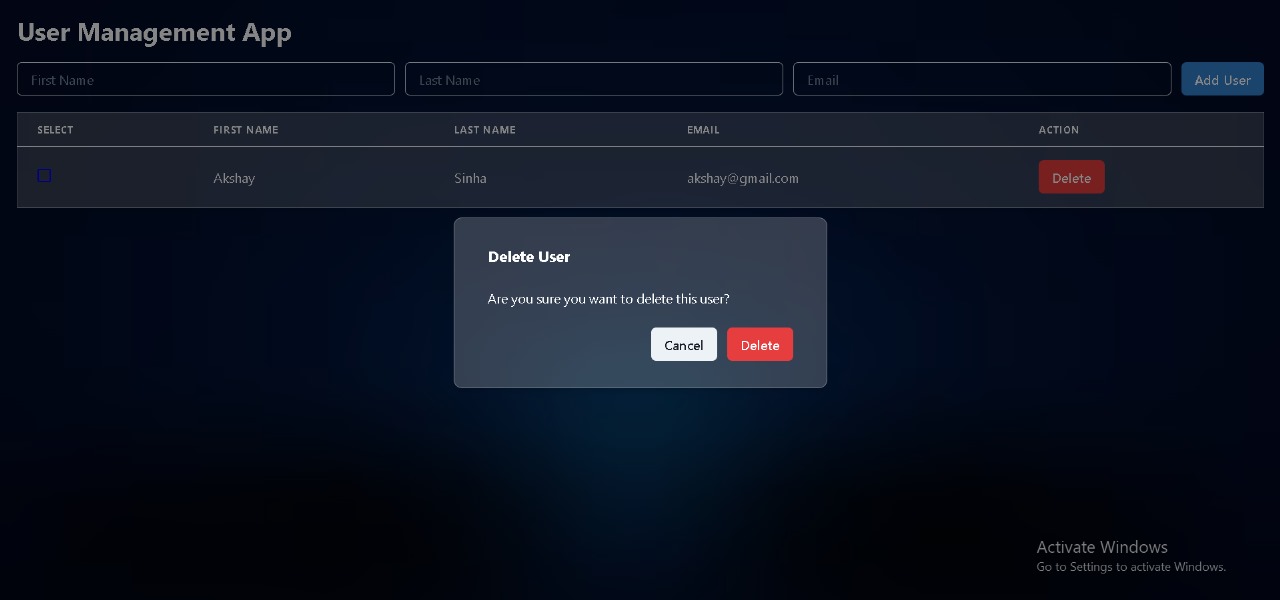 User Management App
First Name Last Name Email Add User
SELECT FIRST NAME LAST NAME EMAIL ACTION
Akshay Sinha akshay@gmail.com Delete
Delete User
Are you sure you want to delete this user?
Cancel Delete
Activate Windows
Go to Settings to activate Windows.